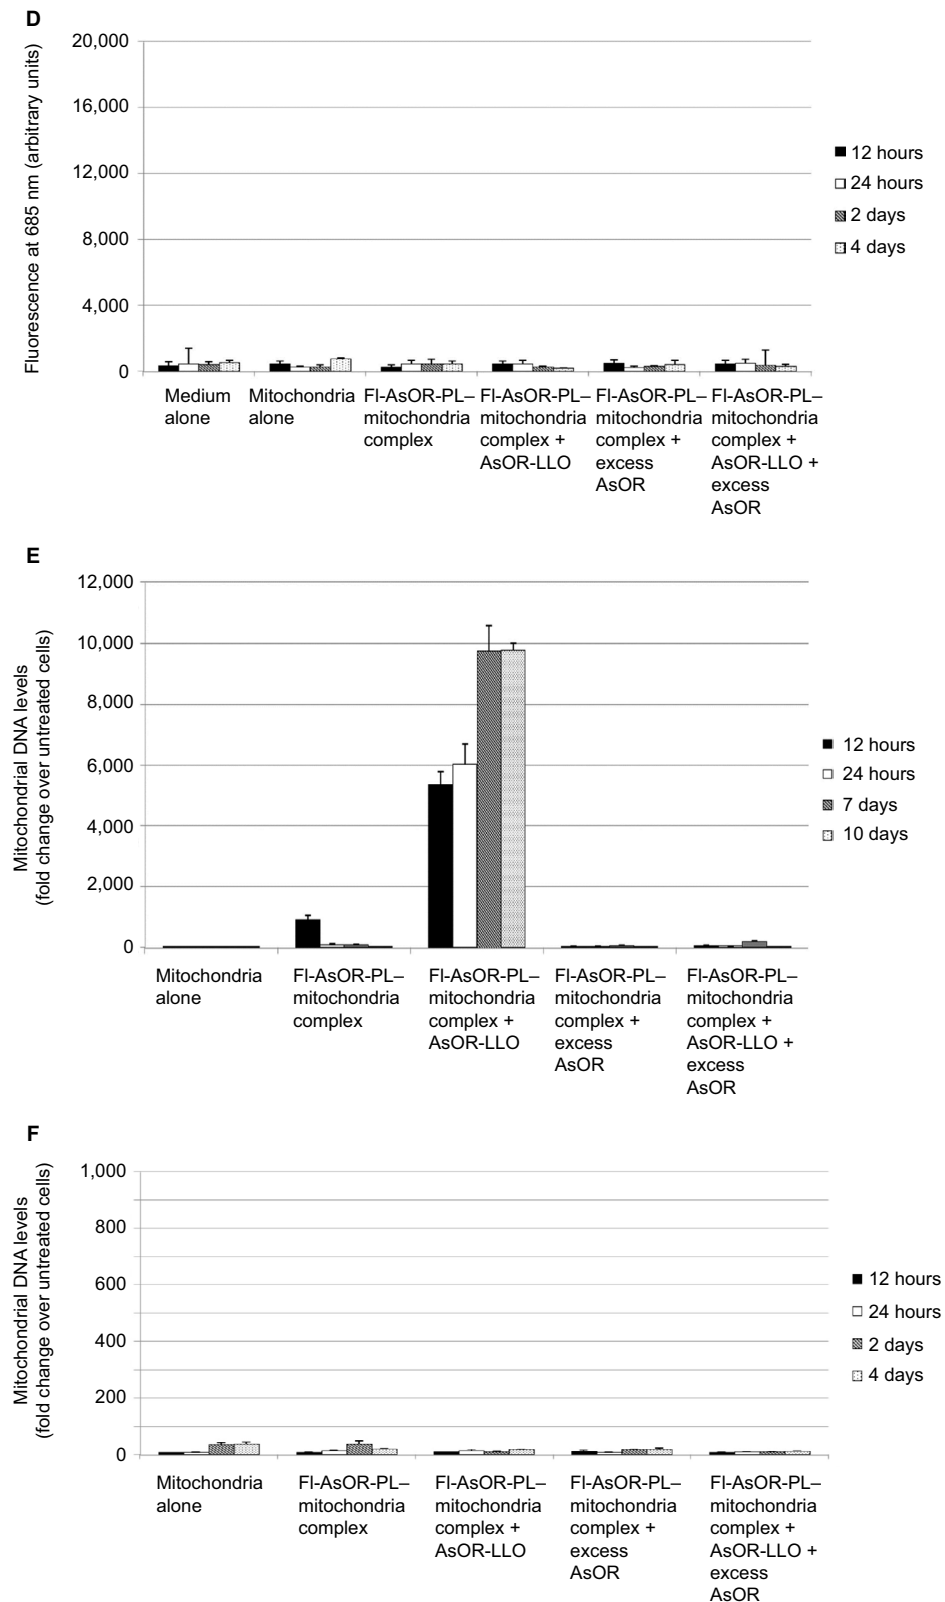 D
Fluorescence at 685 nm (arbitrary units)
20,000
16,000
12,000
8,000
4,000
0
12 hours
24 hours
2 days
4 days
Medium
alone
Mitochondria
alone
Fl-AsOR-PL–
mitochondria
complex
Fl-AsOR-PL–
mitochondria
complex +
AsOR-LLO
Fl-AsOR-PL–
mitochondria
complex +
excess
AsOR
Fl-AsOR-PL–
mitochondria
complex +
AsOR-LLO +
excess
AsOR
E
Mitochondrial DNA levels
(fold change over untreated cells)
12,000
10,000
8,000
6,000
4,000
2,000
0
12 hours
24 hours
7 days
10 days
Mitochondria
alone
Fl-AsOR-PL–
mitochondria
complex
Fl-AsOR-PL–
mitochondria
complex +
AsOR-LLO
Fl-AsOR-PL–
mitochondria
complex +
excess
AsOR
Fl-AsOR-PL–
mitochondria
complex +
AsOR-LLO +
excess
AsOR
F
Mitochondrial DNA levels
(fold change over untreated cells)
1,000
800
600
400
200
0
12 hours
24 hours
2 days
4 days
Mitochondria
alone
Fl-AsOR-PL–
mitochondria
complex
Fl-AsOR-PL–
mitochondria
complex +
AsOR-LLO
Fl-AsOR-PL–
mitochondria
complex +
excess
AsOR
Fl-AsOR-PL–
mitochondria
complex +
AsOR-LLO +
excess
AsOR